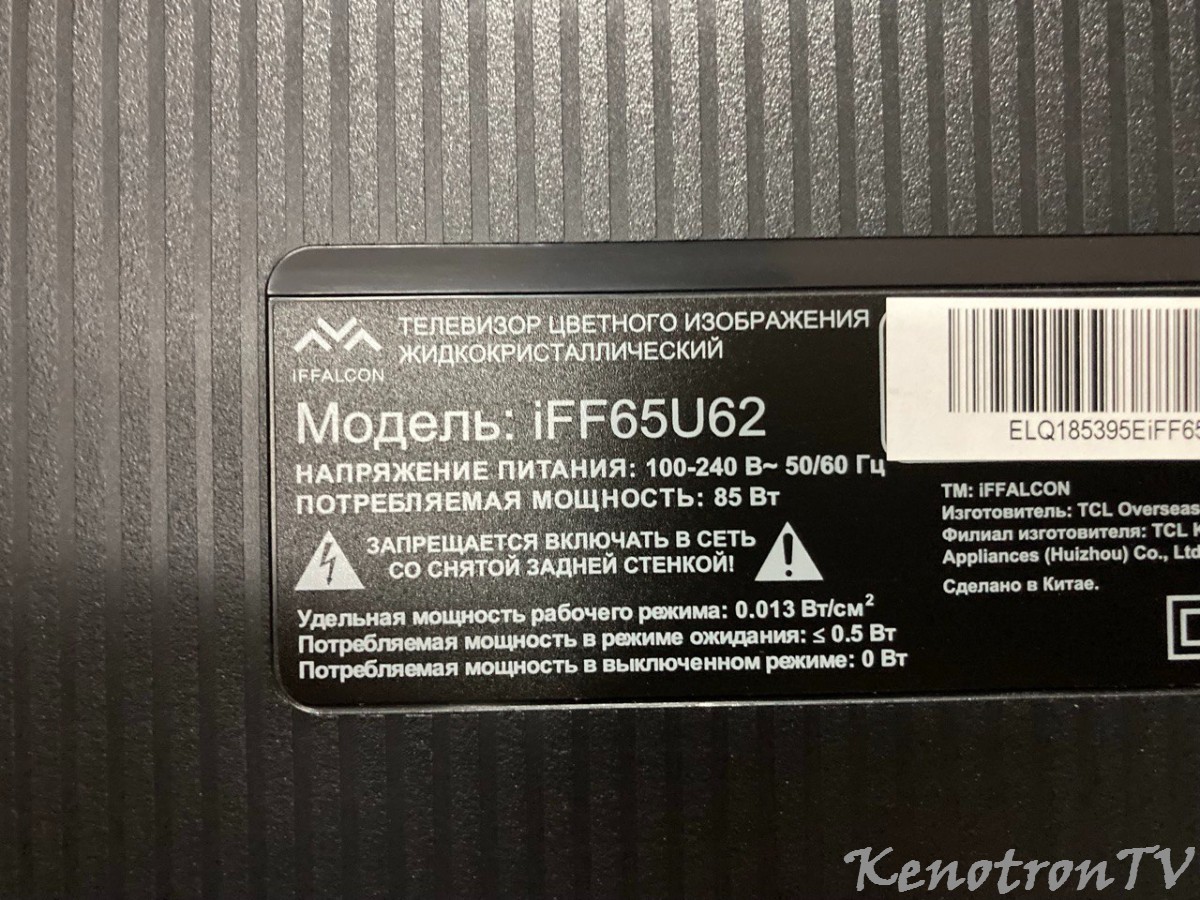 iFFALCON
ТЕЛЕВИЗОР ЦВЕТНОГО ИЗОБРАЖЕНИЯ
ЖИДКОКРИСТАЛЛИЧЕСКИЙ
Модель: iFF65U62
НАПРЯЖЕНИЕ ПИТАНИЯ: 100-240 В~ 50/60 Гц
ПОТРЕБЛЯЕМАЯ МОЩНОСТЬ: 85 Вт
ЗАПРЕЩАЕТСЯ ВКЛЮЧАТЬ В СЕТЬ
СО СНЯТОЙ ЗАДНЕЙ СТЕНКОЙ!
Удельная мощность рабочего режима: 0.013 Вт/см²
Потребляемая мощность в режиме ожидания: ≤ 0.5 Вт
Потребляемая мощность в выключенном режиме: 0 Вт
ELQ185395EiFF65
TM: iFFALCON
Изготовитель: TCL Overseas
Филиал изготовителя: TCL
Appliances (Huizhou) Co., Ltd
Сделано в Китае.
KenotronTV